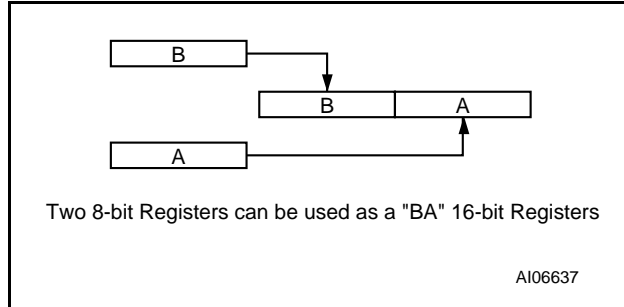 B
B A
A
Two 8-bit Registers can be used as a "BA" 16-bit Registers
AI06637